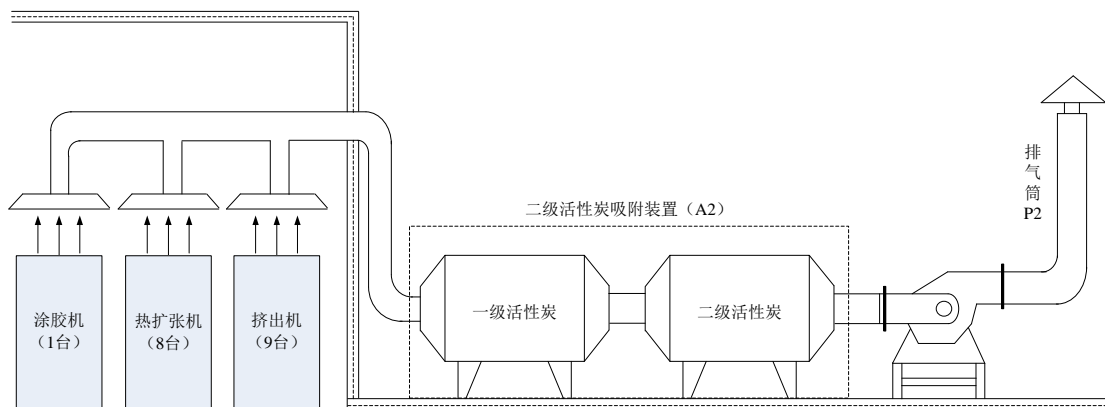 排
气
筒
P2
二级活性炭吸附装置（A2）
一级活性炭
二级活性炭
涂胶机
（1台）
热扩张机
（8台）
挤出机
（9台）